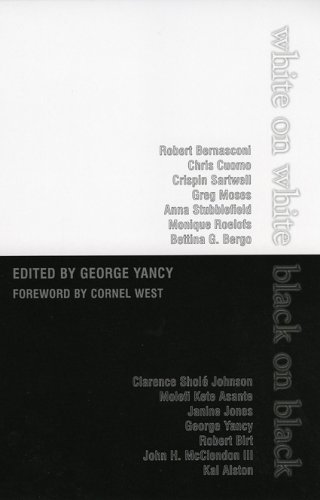 white on white
Robert Bernasconi
Chris Cuomo
Crispin Sartwell
Greg Moses
Anna Stubblefield
Monique Roelofs
Bettina G. Bergo
EDITED BY GEORGE YANCY
FOREWORD BY CORNEL WEST
black on black
Clarence Sholé Johnson
Molefi Kete Asante
Janine Jones
George Yancy
Robert Birt
John H. McClendon III
Kal Alston